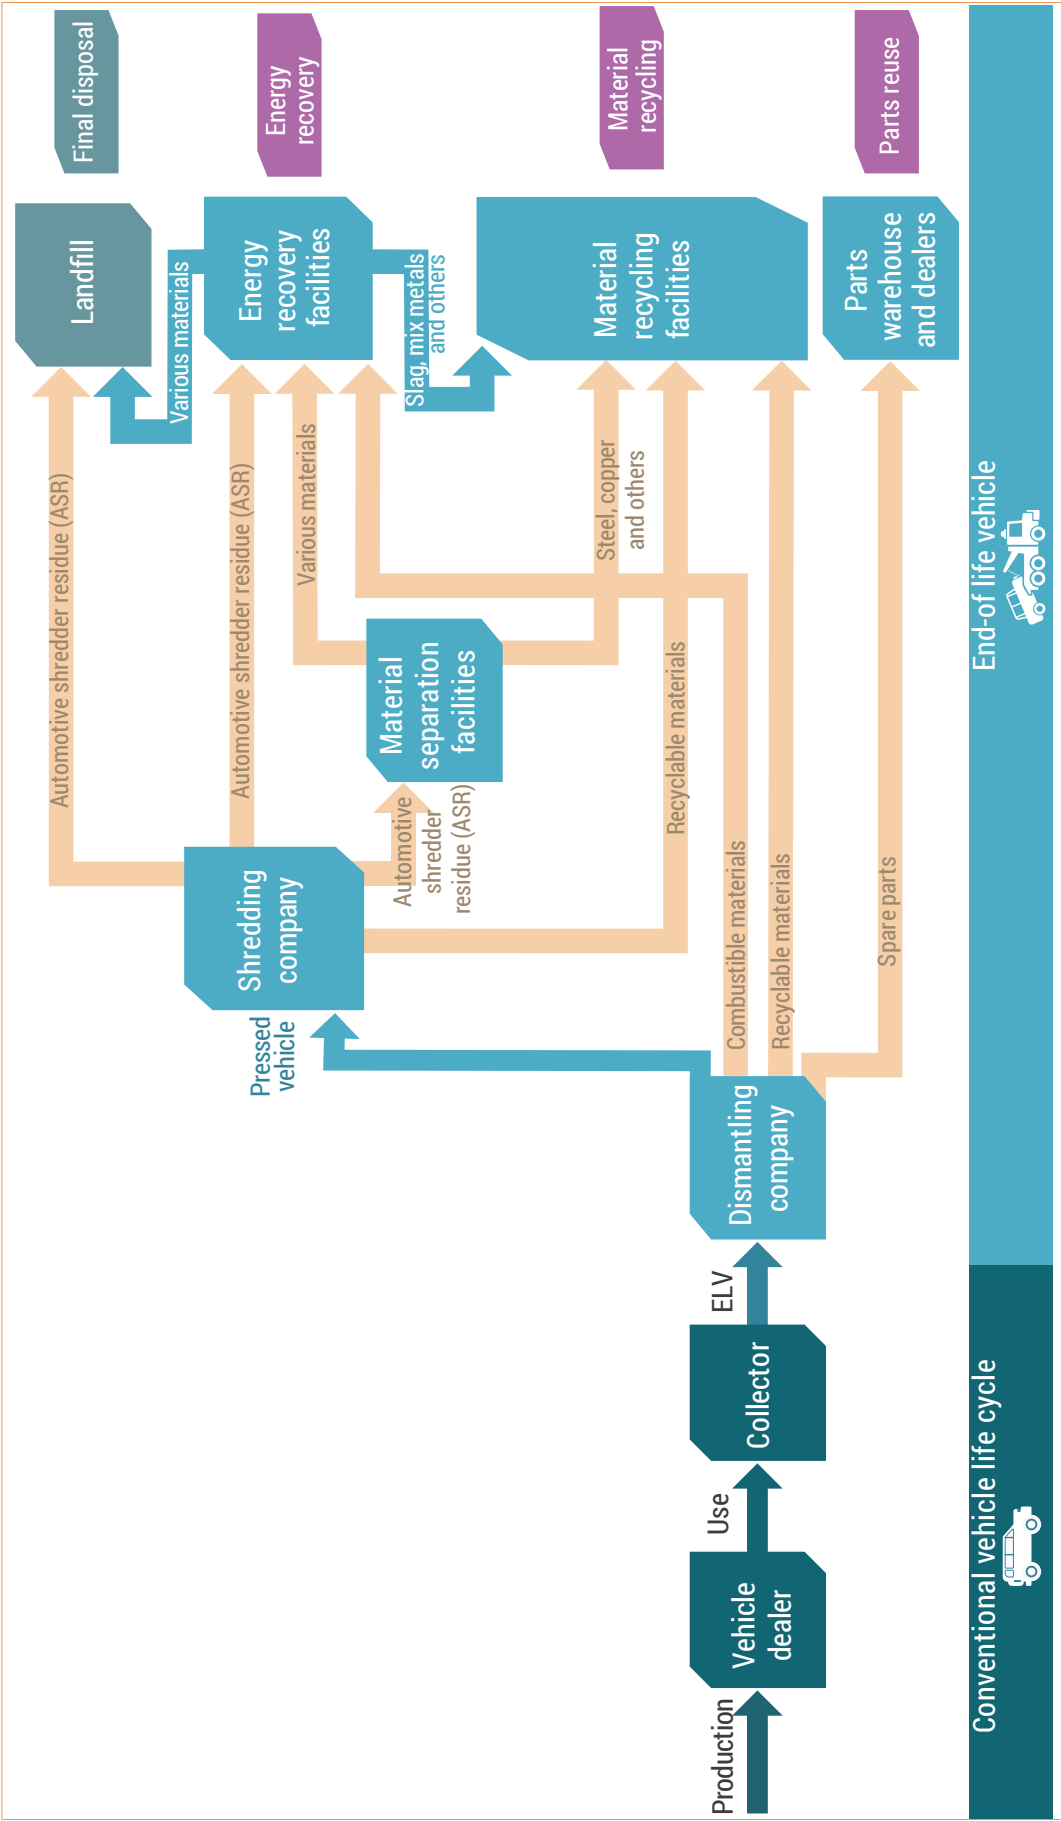 Final disposal
Energy
recovery
Material
recycling
Parts reuse
Landfill
Energy
recovery
facilities
Material
recycling
facilities
Parts
warehouse
and dealers
Various materials
Slag, mix metals
and others
Automotive shredder residue (ASR)
Automotive shredder residue (ASR)
Various materials
Steel, copper
and others
Material
separation
facilities
Automotive
shredder
residue (ASR)
Recyclable materials
Combustible materials
Recyclable materials
Spare parts
Shredding
company
Pressed
vehicle
Dismantling
company
ELV
Collector
Use
Vehicle
dealer
Production
Conventional vehicle life cycle
End-of life vehicle